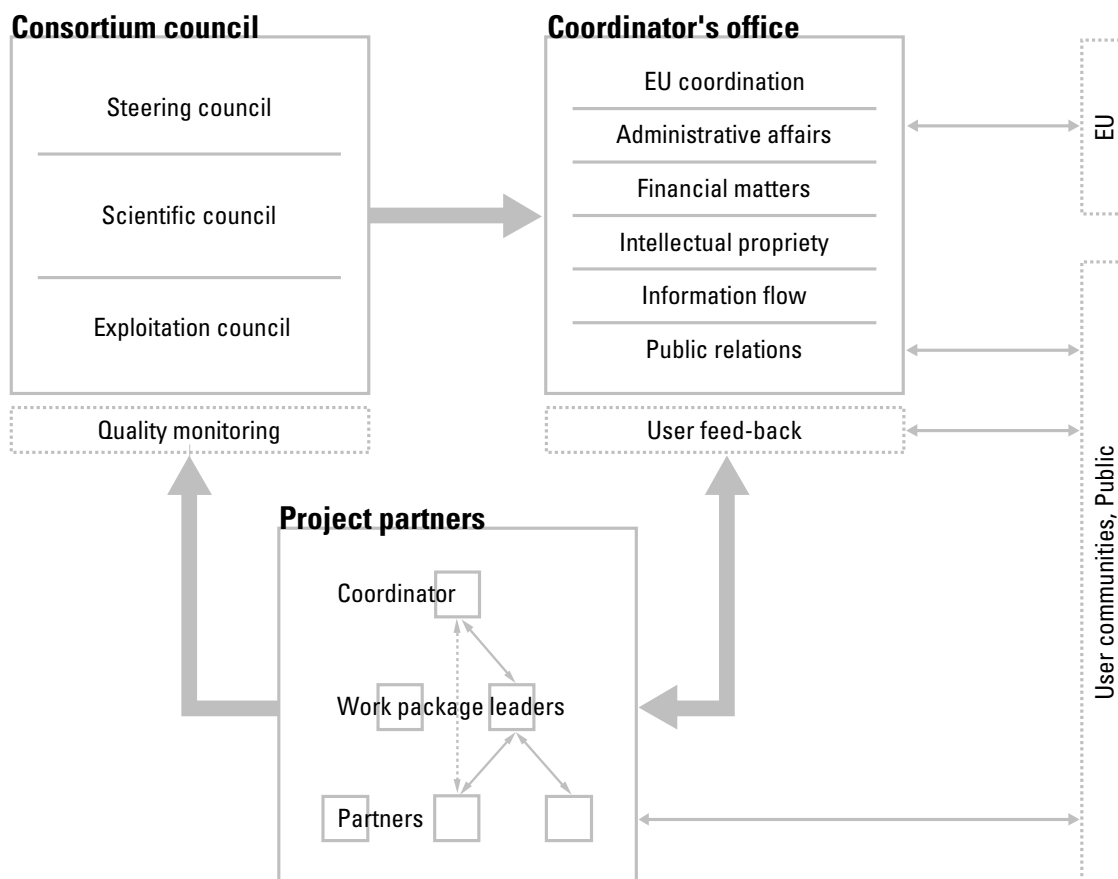 Consortium council
Steering council
Scientific council
Exploitation council
Quality monitoring
Coordinator's office
EU coordination
Administrative affairs
Financial matters
Intellectual propriety
Information flow
Public relations
User feed-back
EU
User communities, Public
Project partners
Coordinator
Work package leaders
Partners